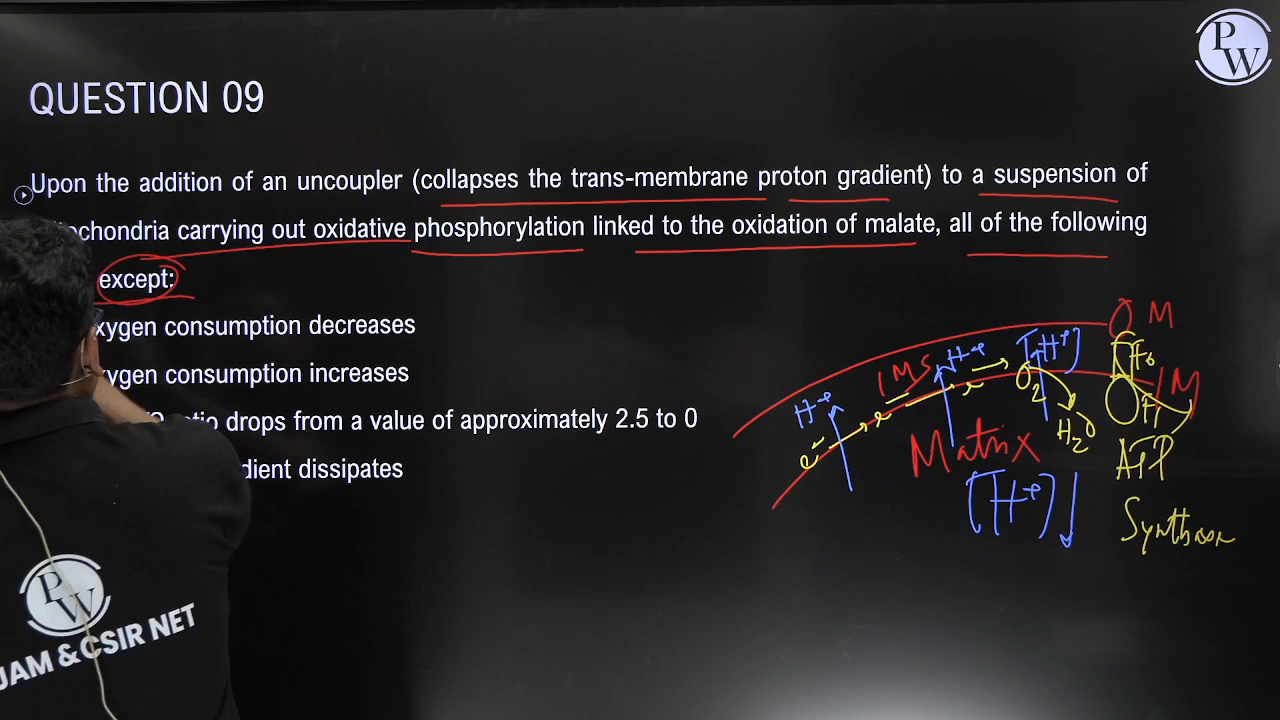 QUESTION 09
PW
Upon the addition of an uncoupler (collapses the trans-membrane proton gradient) to a suspension of
ochondria carrying out oxidative phosphorylation linked to the oxidation of malate, all of the following
except:
xygen consumption decreases
xygen consumption increases
ratio drops from a value of approximately 2.5 to 0
dient dissipates
OM
IMS
IM
H+
H+
[H+]
e-
e-
e-
O2
H2O
F0
F1
Matrix
[H+]↓
ATP
Synthase
PW
JAM & CSIR NET